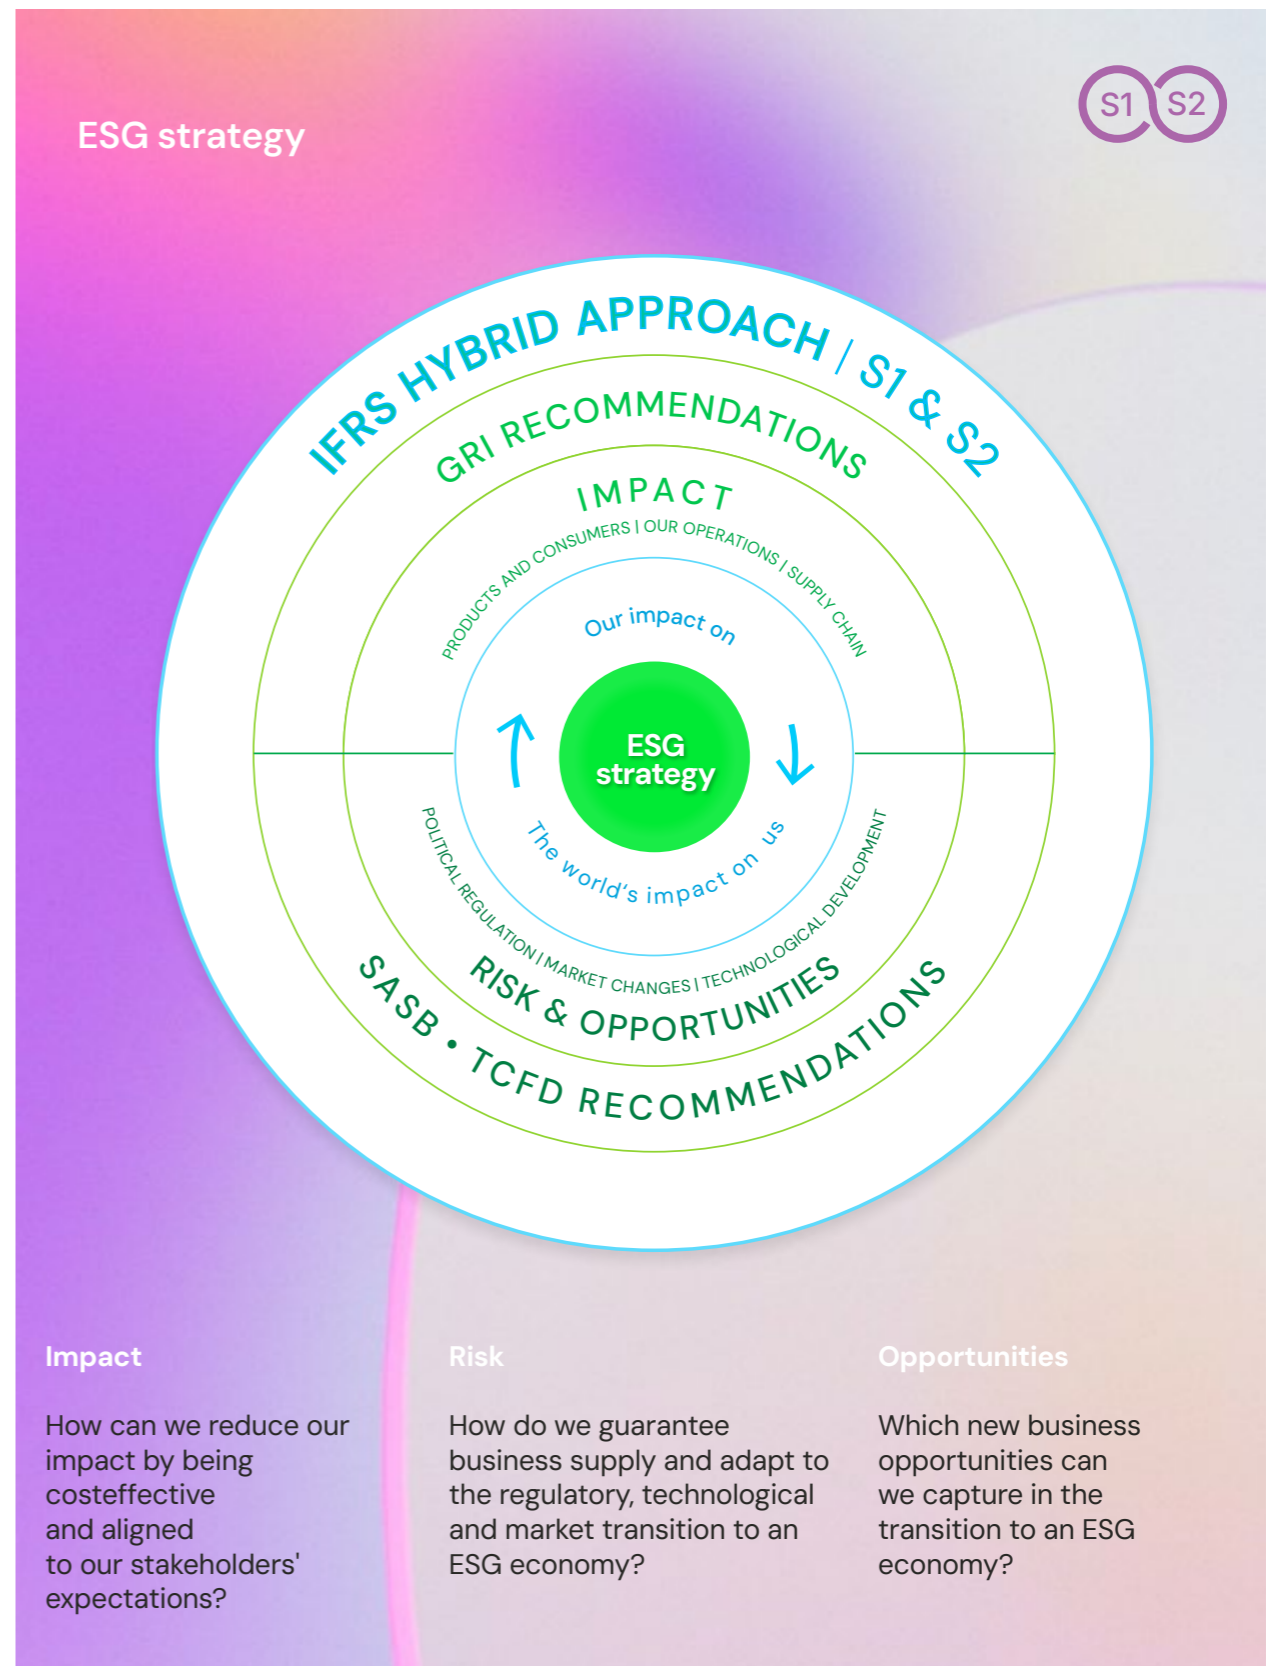 ESG strategy
S1 S2
IFRS HYBRID APPROACH | S1 & S2
GRI RECOMMENDATIONS
IMPACT
PRODUCTS AND CONSUMERS | OUR OPERATIONS | SUPPLY CHAIN
Our impact on
ESG
strategy
The world's impact on us
POLITICAL REGULATION | MARKET CHANGES | TECHNOLOGICAL DEVELOPMENT
RISK & OPPORTUNITIES
SASB • TCFD RECOMMENDATIONS
Impact
How can we reduce our
impact by being
costeffective
and aligned
to our stakeholders'
expectations?
Risk
How do we guarantee
business supply and adapt to
the regulatory, technological
and market transition to an
ESG economy?
Opportunities
Which new business
opportunities can
we capture in the
transition to an ESG
economy?